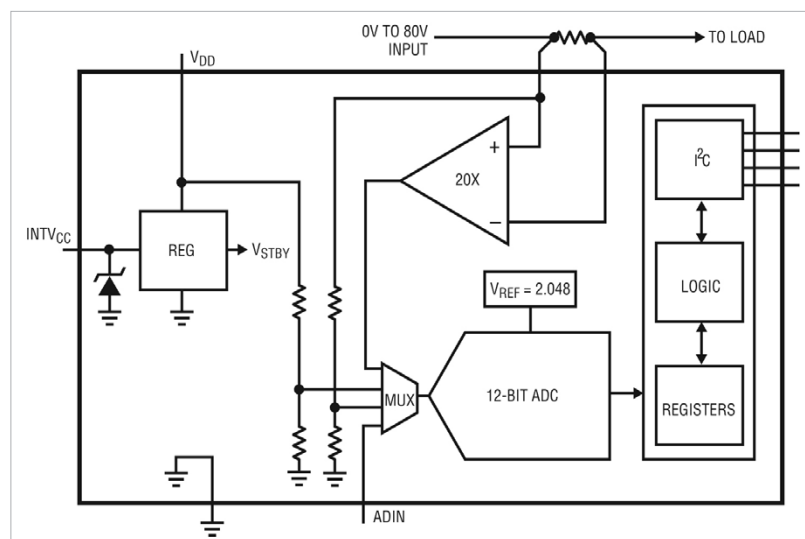 0V TO 80V
INPUT
TO LOAD
VDD
+
20X
–
I2C
INTVCC
REG
VSTBY
VREF = 2.048
LOGIC
MUX
12-BIT ADC
REGISTERS
ADIN